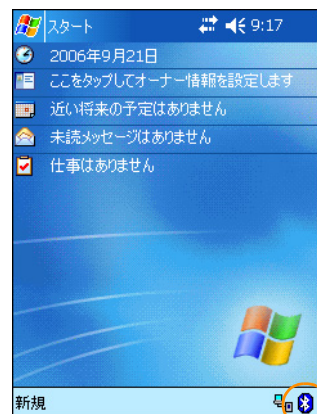 スタート 9:17
2006年9月21日
ここをタップしてオーナー情報を設定します
近い将来の予定はありません
未読メッセージはありません
仕事はありません
新規